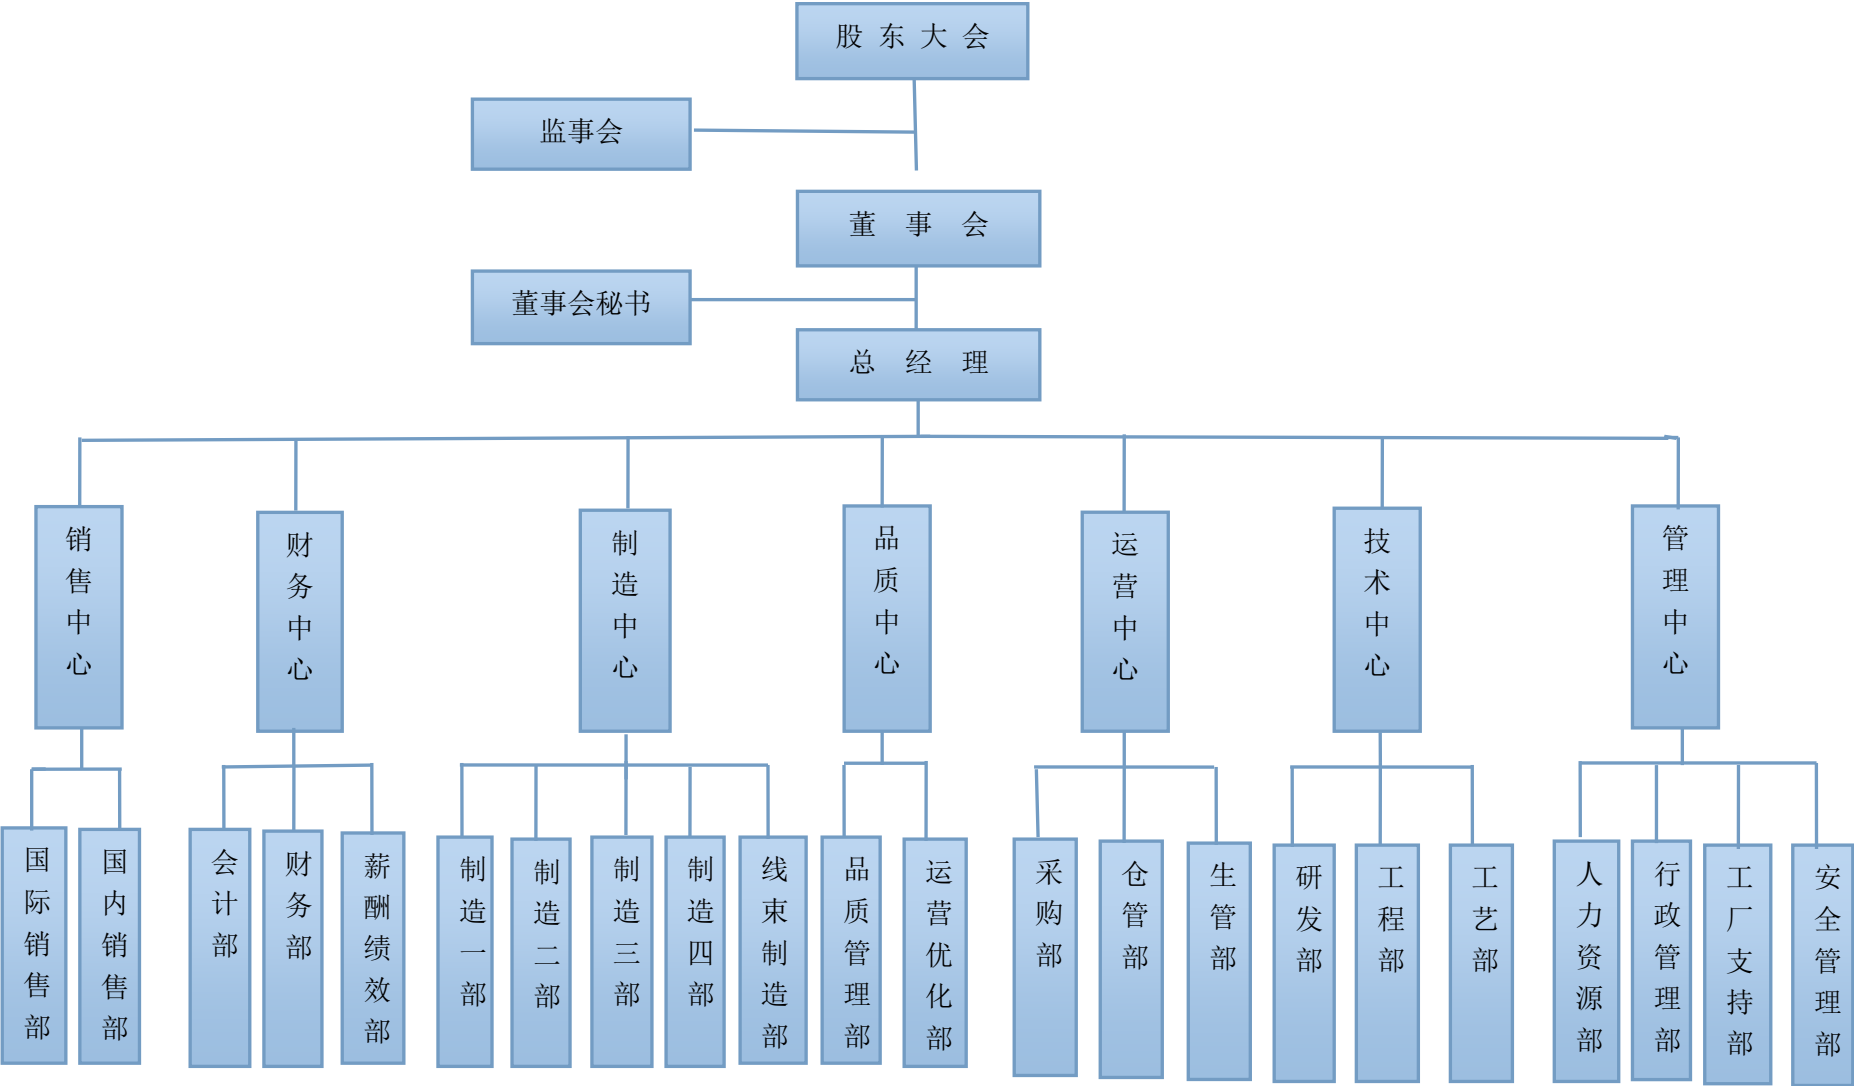 股 东 大 会
监事会
董 事 会
董事会秘书
总 经 理
销售中心
财务中心
制造中心
品质中心
运营中心
技术中心
管理中心
国际销售部
国内销售部
会计部
财务部
薪酬绩效部
制造一部
制造二部
制造三部
制造四部
线束制造部
品质管理部
运营优化部
采购部
仓管部
生管部
研发部
工程部
工艺部
人力资源部
行政管理部
工厂支持部
安全管理部